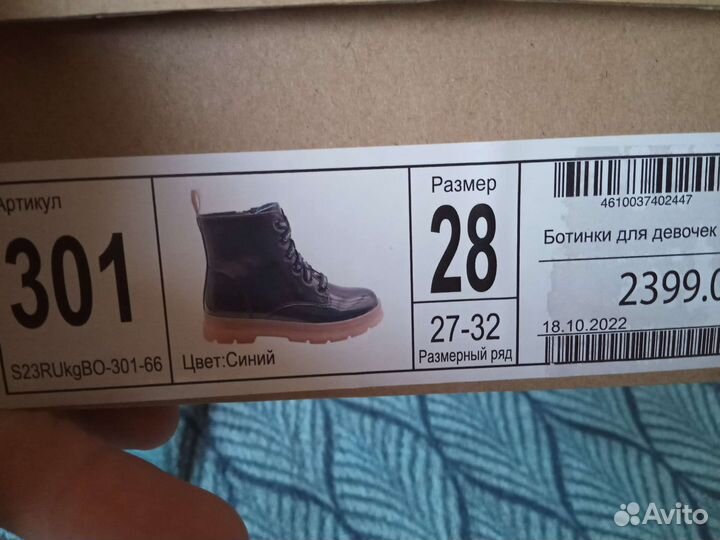 Артикул
301
S23RUkgBO-301-66
Цвет:Синий
Размер
28
27-32
Размерный ряд
4610037402447
Ботинки для девочек
2399.0
18.10.2022
Avito